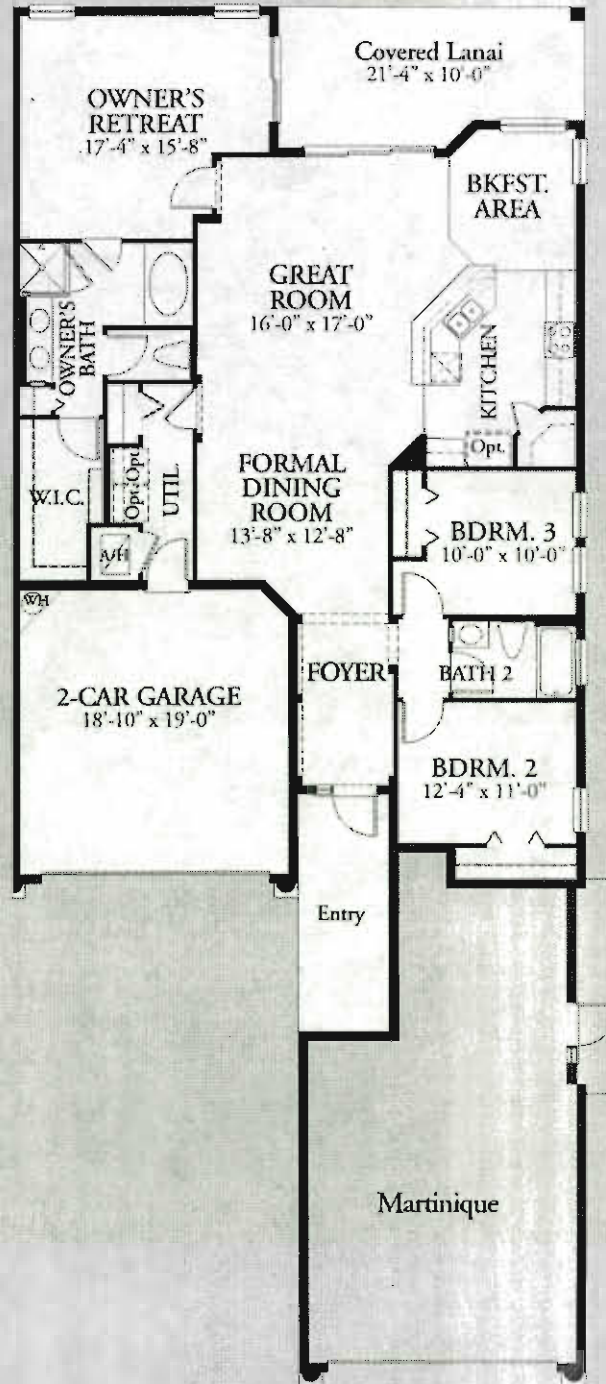 Covered Lanai
21'-4" x 10'-0"
OWNER'S
RETREAT
17'-4" x 15'-8"
BKFST.
AREA
GREAT
ROOM
16'-0" x 17'-0"
OWNER'S
BATH
KITCHEN
Opt.
W.I.C.
Opt.
Opt.
UTIL.
FORMAL
DINING
ROOM
13'-8" x 12'-8"
BDRM. 3
10'-0" x 10'-0"
A/H
WH
2-CAR GARAGE
18'-10" x 19'-0"
FOYER
BATH 2
BDRM. 2
12'-4" x 11'-0"
Entry
Martinique